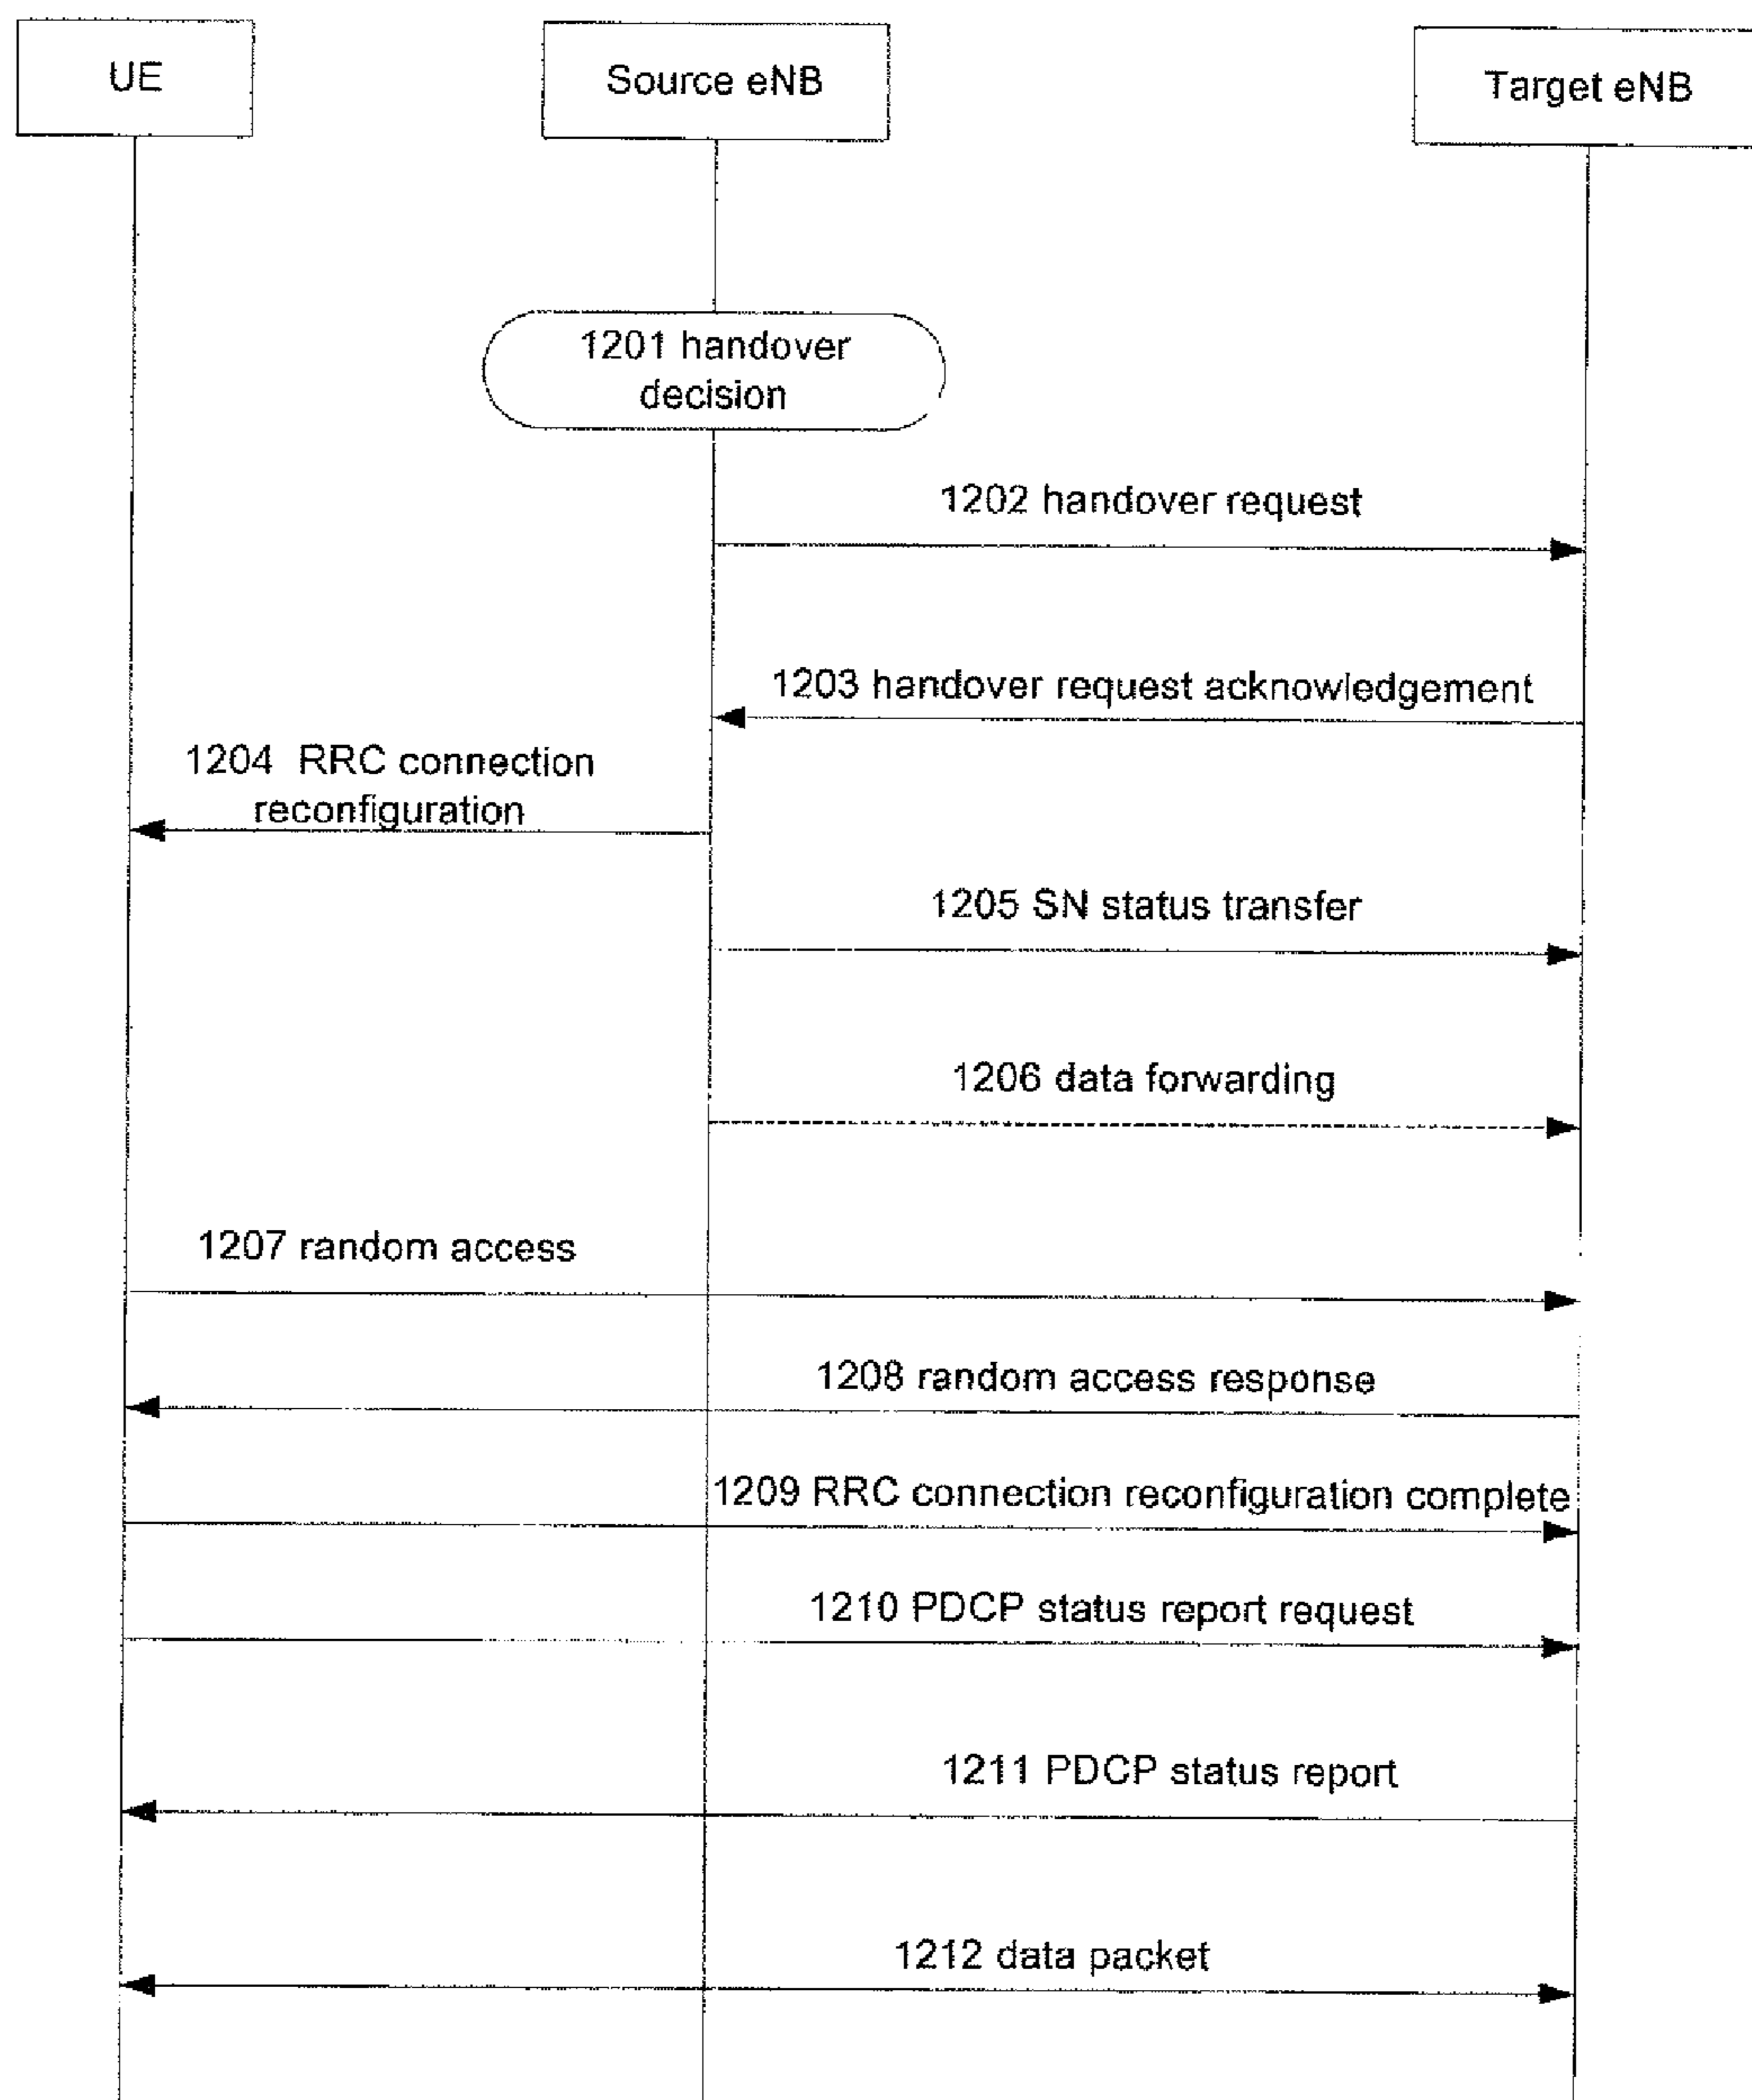 UE
Source eNB
Target eNB
1201 handover
decision
1202 handover request
1203 handover request acknowledgement
1204 RRC connection
reconfiguration
1205 SN status transfer
1206 data forwarding
1207 random access
1208 random access response
1209 RRC connection reconfiguration complete
1210 PDCP status report request
1211 PDCP status report
1212 data packet